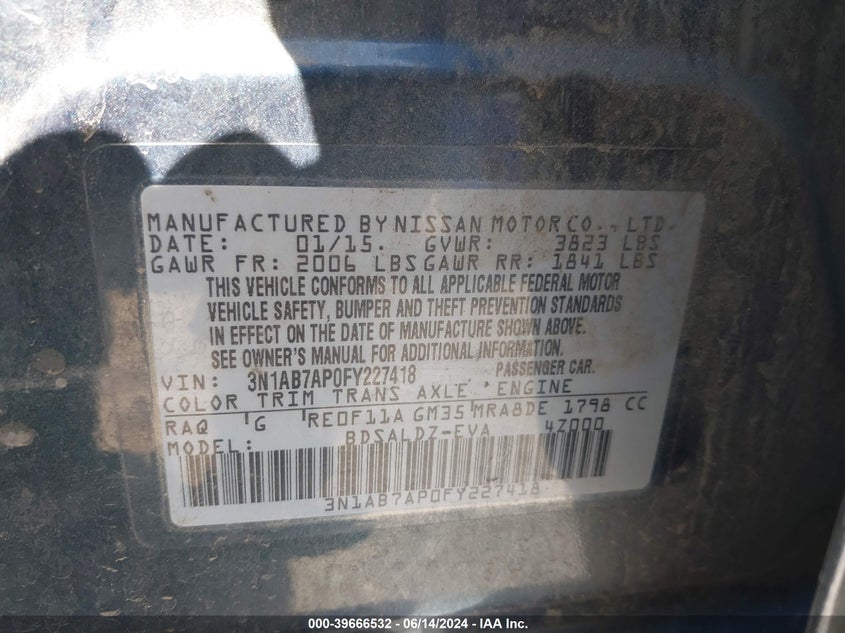 MANUFACTURED BY NISSAN MOTOR CO., LTD.
DATE: 01/15. GVWR: 3823 LBS
GAWR FR: 2006 LBS GAWR RR: 1841 LBS
THIS VEHICLE CONFORMS TO ALL APPLICABLE FEDERAL MOTOR
VEHICLE SAFETY, BUMPER AND THEFT PREVENTION STANDARDS
IN EFFECT ON THE DATE OF MANUFACTURE SHOWN ABOVE.
SEE OWNER'S MANUAL FOR ADDITIONAL INFORMATION.
VIN: 3N1AB7AP0FY227418 PASSENGER CAR.
COLOR TRIM TRANS AXLE ENGINE
RAQ G RE0F11A GM35 MRA8DE 1798 CC
MODEL: BDSALDZ-EVA 4Z000
3N1AB7AP0FY227418
000-39666532 - 06/14/2024 - IAA Inc.